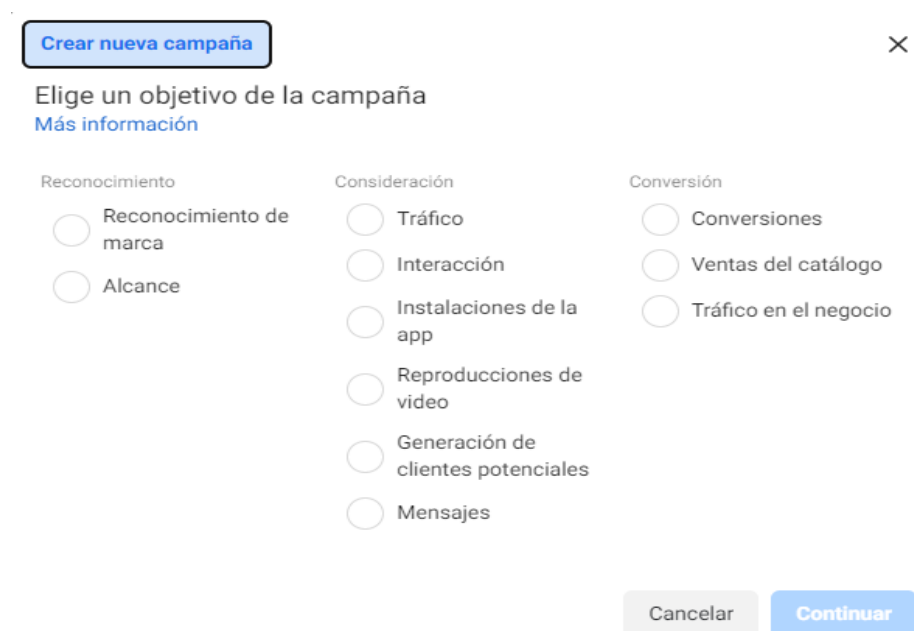 Crear nueva campaña
Elige un objetivo de la campaña
Más información
Reconocimiento
Reconocimiento de
marca
Alcance
Consideración
Tráfico
Interacción
Instalaciones de la
app
Reproducciones de
video
Generación de
clientes potenciales
Mensajes
Conversión
Conversiones
Ventas del catálogo
Tráfico en el negocio
Cancelar
Continuar